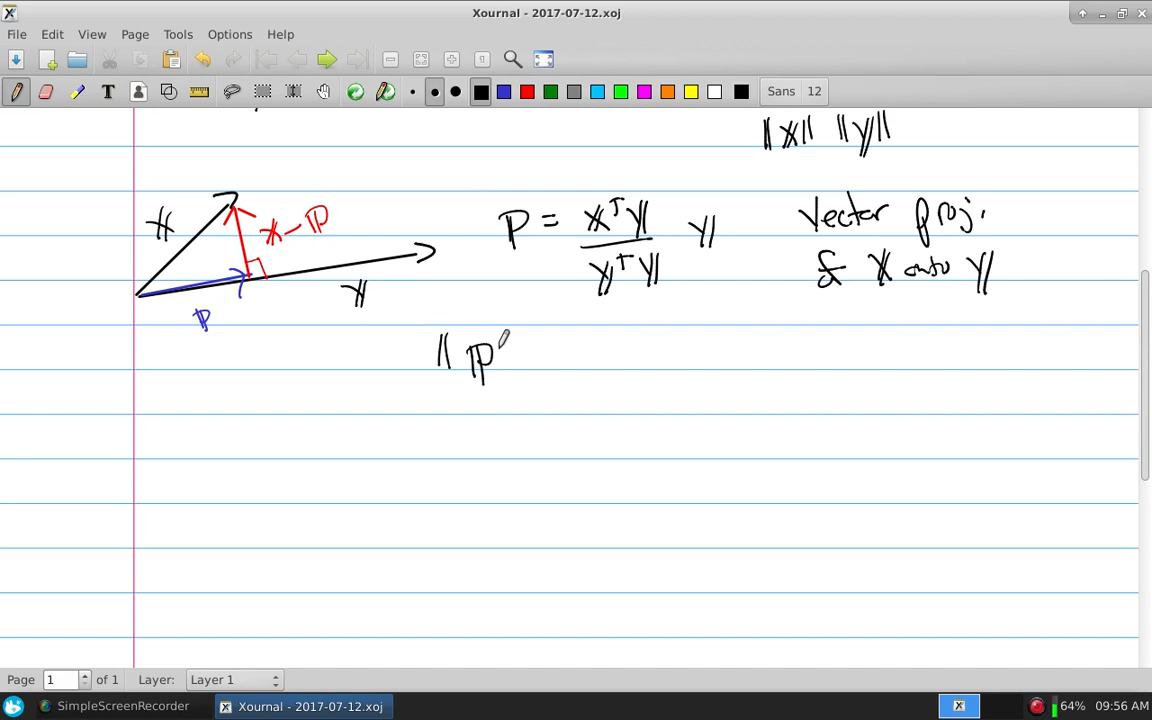 Xournal - 2017-07-12.xoj
File Edit View Page Tools Options Help
Sans 12
||x|| ||y||
x
x-p
y
p
p = xᵀy / yᵀy y
Vector proj.
of x onto y
|| p
Page 1 of 1 Layer: Layer 1
SimpleScreenRecorder Xournal - 2017-07-12.xoj 64% 09:56 AM